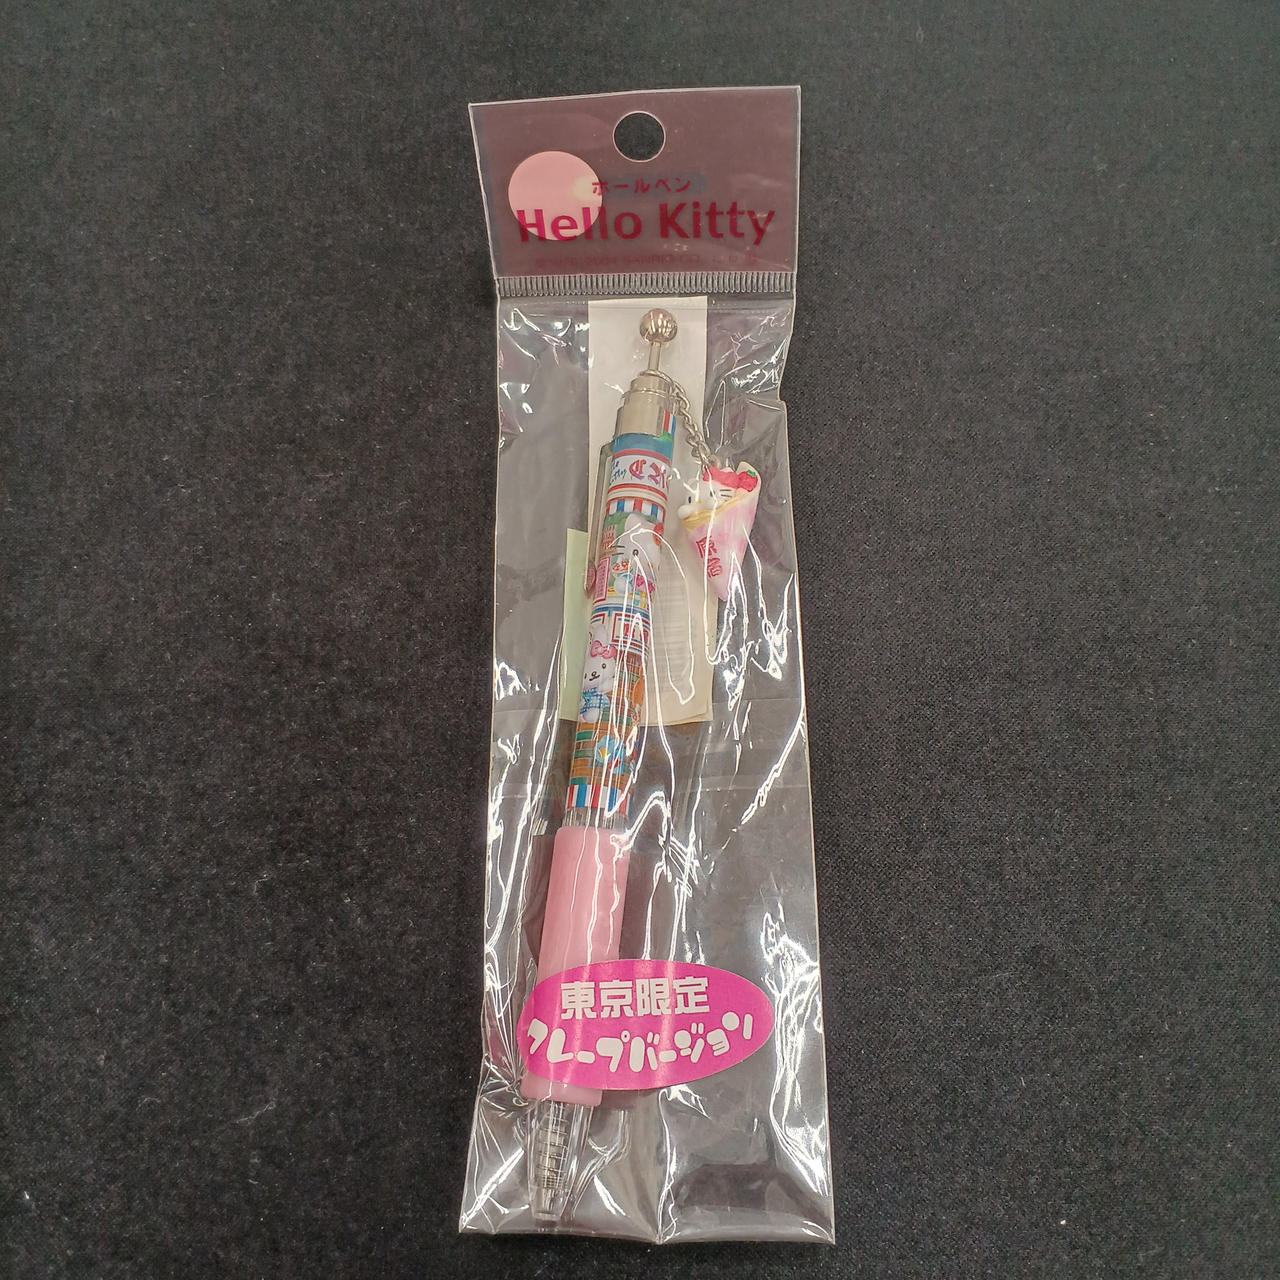 ボールペン
Hello Kitty
東京限定
クレープバージョン